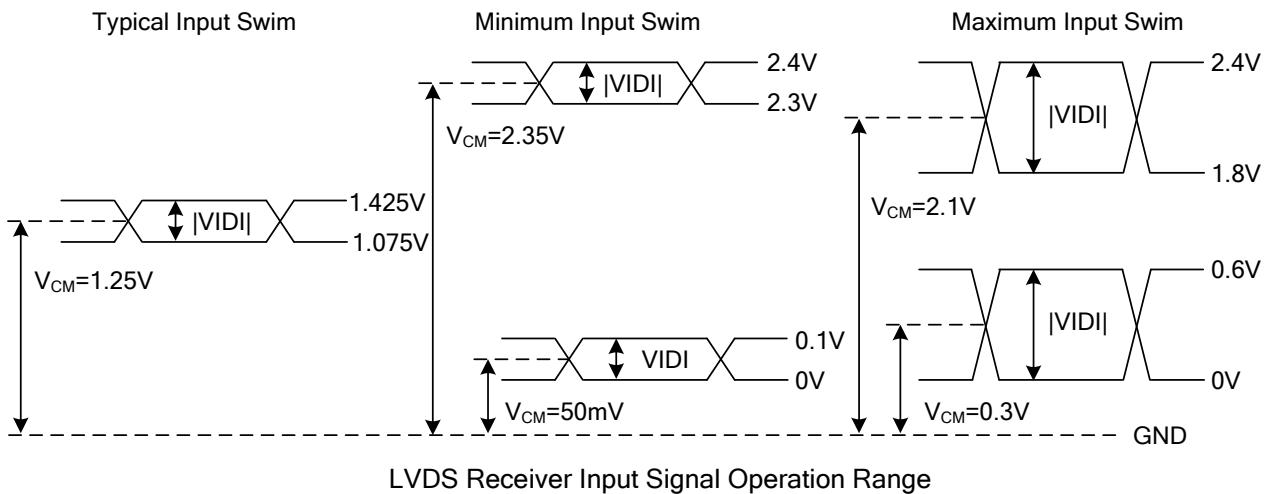 Typical Input Swim
Minimum Input Swim
Maximum Input Swim
|VIDI|
1.425V
1.075V
VCM=1.25V
|VIDI|
2.4V
2.3V
VCM=2.35V
VIDI
0.1V
0V
VCM=50mV
|VIDI|
2.4V
1.8V
VCM=2.1V
|VIDI|
0.6V
0V
VCM=0.3V
GND
LVDS Receiver Input Signal Operation Range